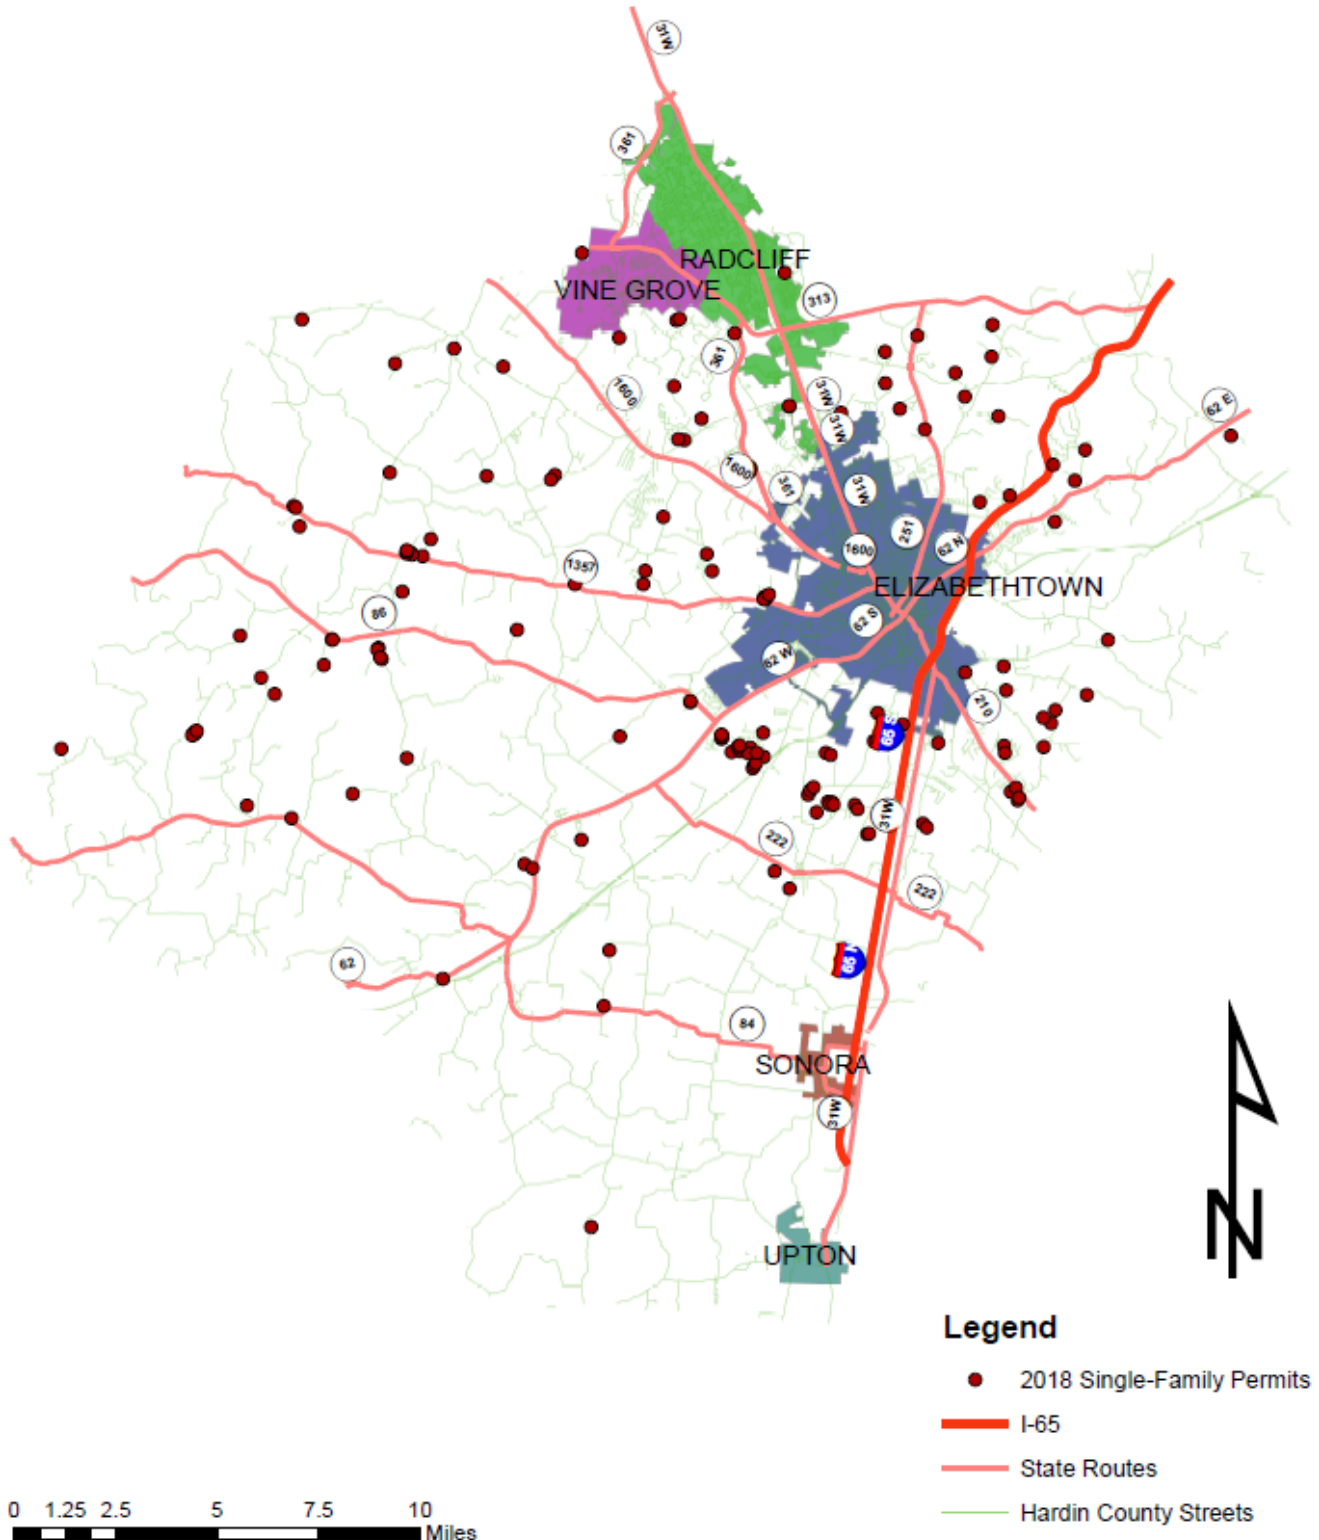 31W
361
RADCLIFF
VINE GROVE
313
361
1600
31W
31W
62 E
1600
361
31W
251
1600
62 N
1357
ELIZABETHTOWN
86
62 S
62 W
210
65 S
31W
222
222
62
65 N
84
SONORA
31W
UPTON
N
Legend
2018 Single-Family Permits
I-65
State Routes
Hardin County Streets
0 1.25 2.5 5 7.5 10
Miles